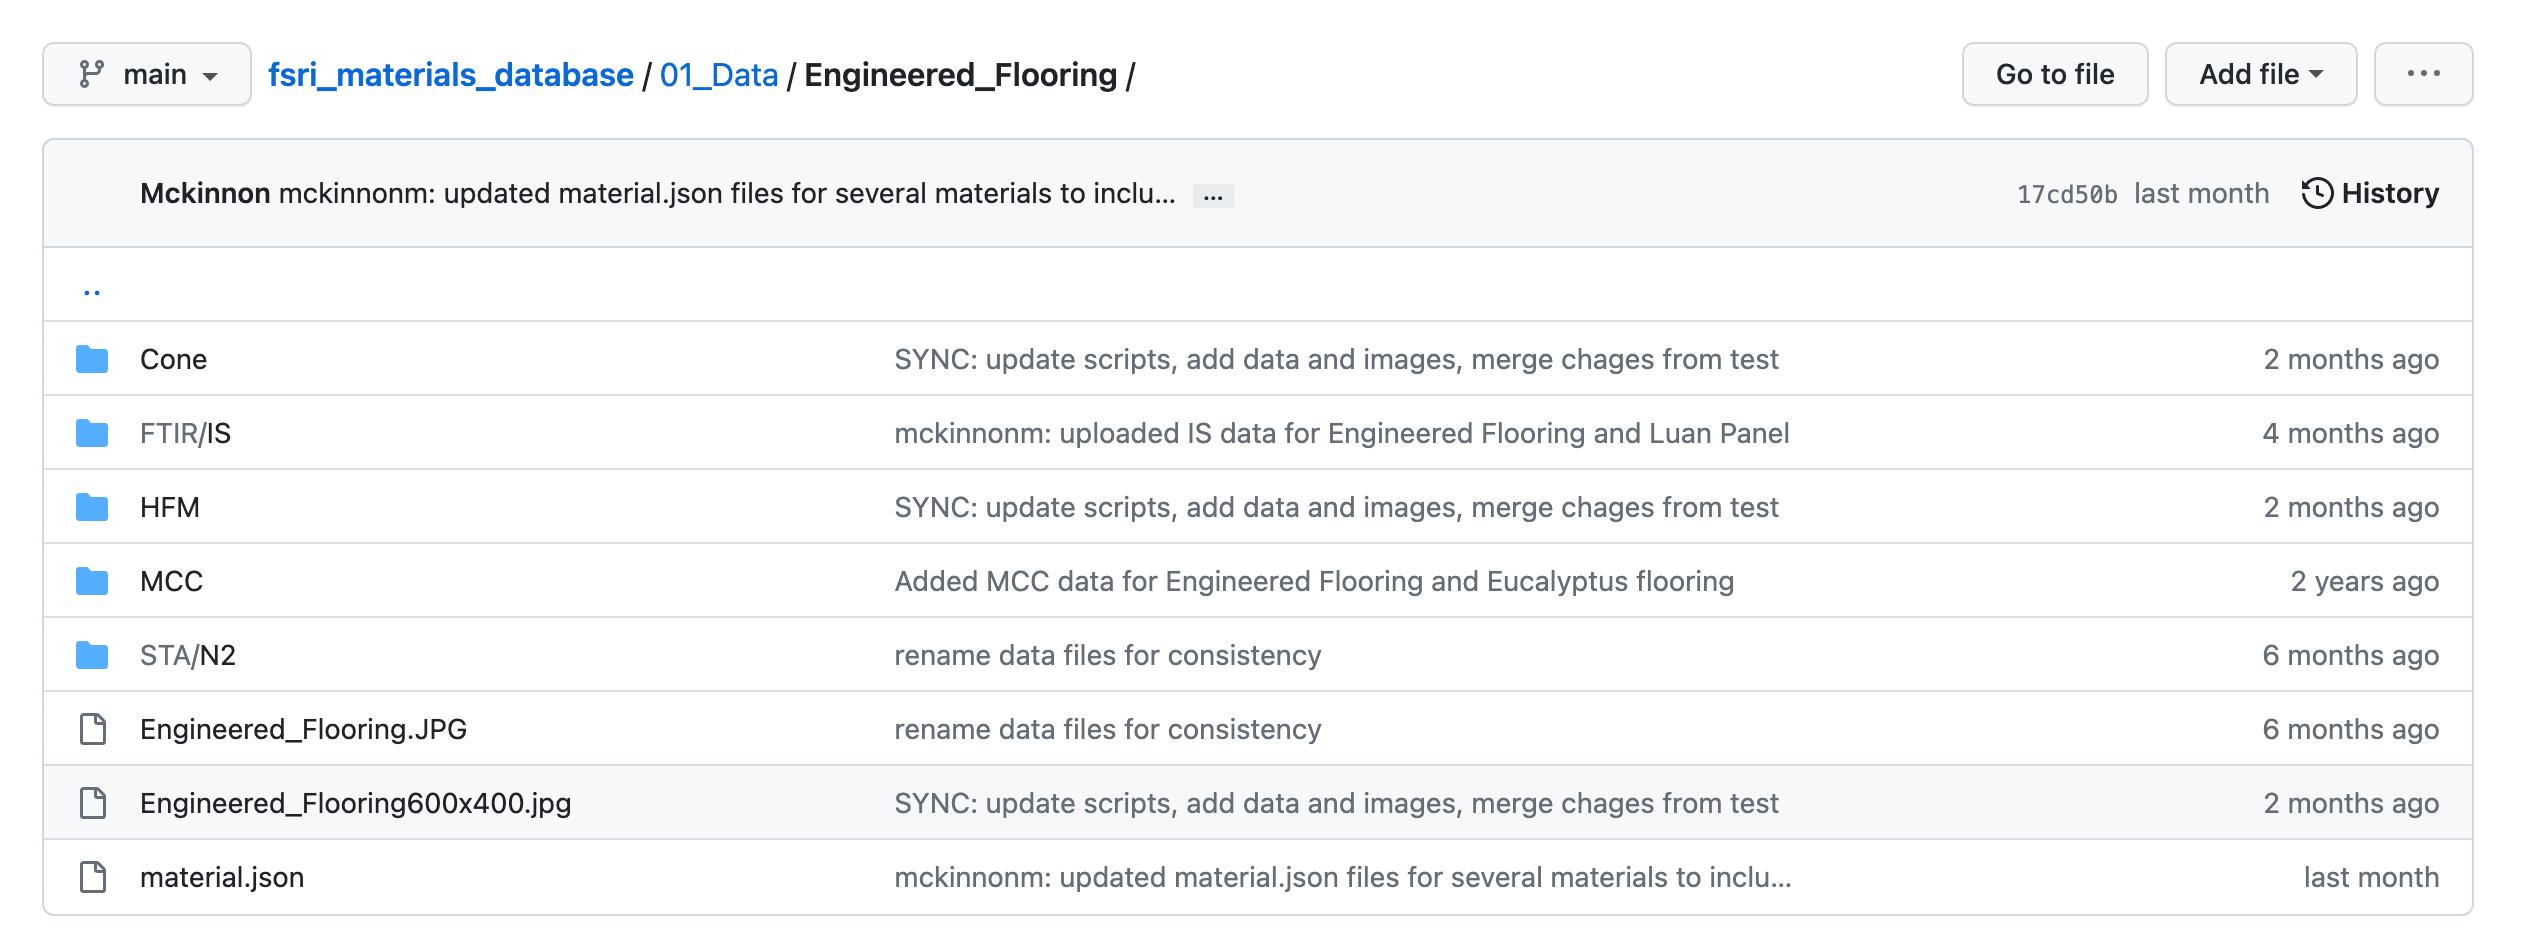 main
fsri_materials_database / 01_Data / Engineered_Flooring /
Go to file
Add file
...
Mckinnon mckinnonm: updated material.json files for several materials to inclu... ...
17cd50b last month
History
..
Cone SYNC: update scripts, add data and images, merge chages from test 2 months ago
FTIR/IS mckinnonm: uploaded IS data for Engineered Flooring and Luan Panel 4 months ago
HFM SYNC: update scripts, add data and images, merge chages from test 2 months ago
MCC Added MCC data for Engineered Flooring and Eucalyptus flooring 2 years ago
STA/N2 rename data files for consistency 6 months ago
Engineered_Flooring.JPG rename data files for consistency 6 months ago
Engineered_Flooring600x400.jpg SYNC: update scripts, add data and images, merge chages from test 2 months ago
material.json mckinnonm: updated material.json files for several materials to inclu... last month